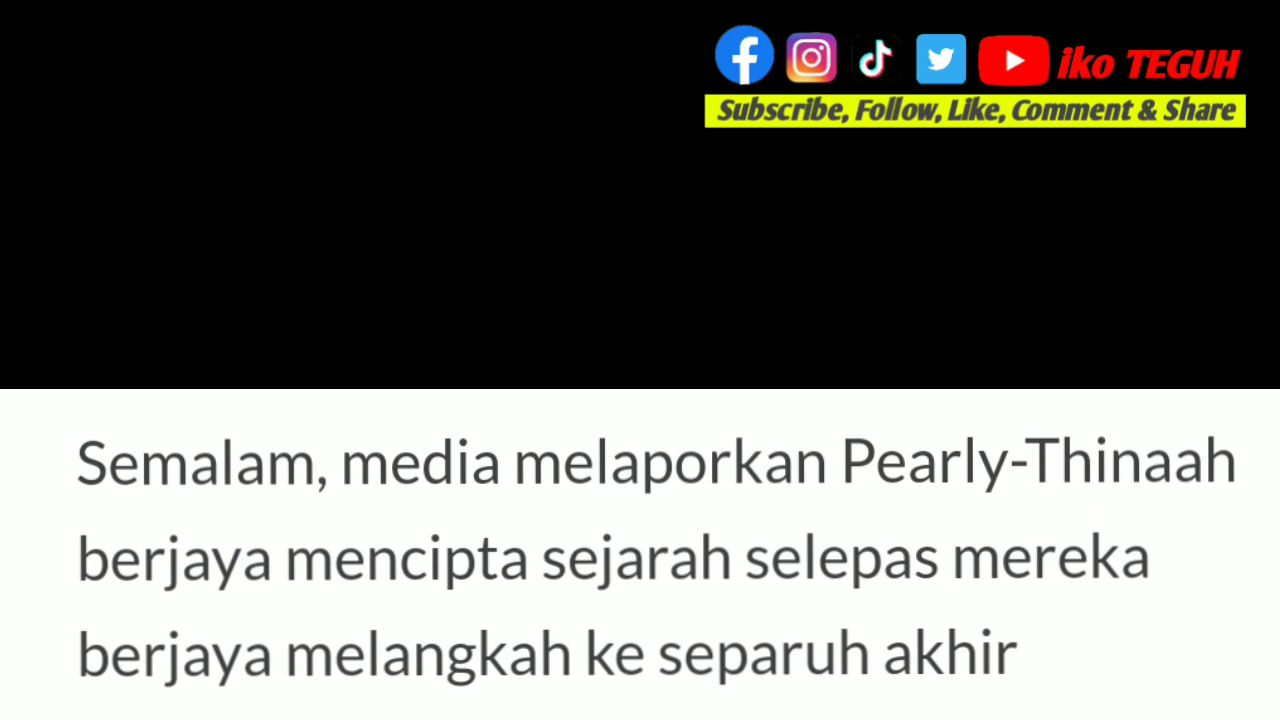 iko TEGUH
Subscribe, Follow, Like, Comment & Share
Semalam, media melaporkan Pearly-Thinaah
berjaya mencipta sejarah selepas mereka
berjaya melangkah ke separuh akhir